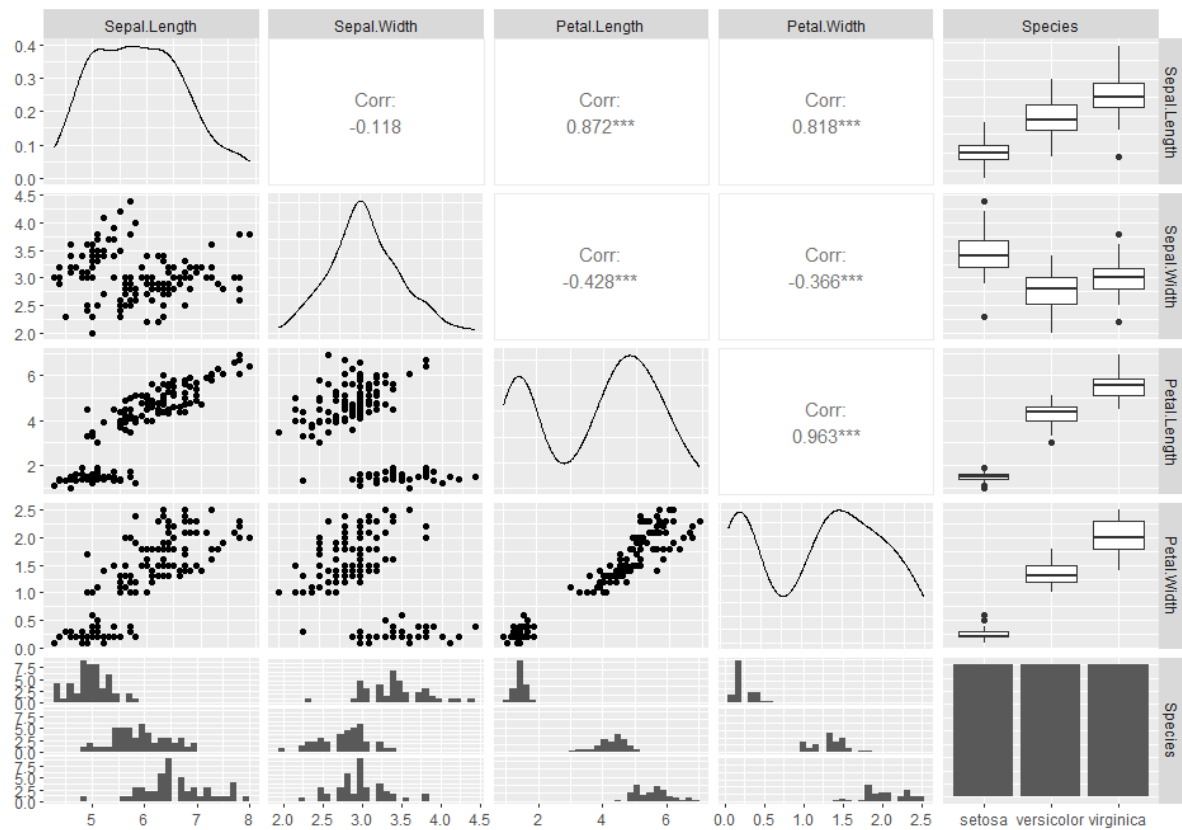 Sepal.Length Sepal.Width Petal.Length Petal.Width Species
0.4
0.3
0.2
0.1
0.0
Corr:
-0.118
Corr:
0.872***
Corr:
0.818***
Sepal.Length
4.5
4.0
3.5
3.0
2.5
2.0
Corr:
-0.428***
Corr:
-0.366***
Sepal.Width
6
4
2
Corr:
0.963***
Petal.Length
2.5
2.0
1.5
1.0
0.5
0.0
Petal.Width
7.5
5.0
2.5
0.0
7.5
5.0
2.5
0.0
7.5
5.0
2.5
0.0
Species
5 6 7 8
2.0 2.5 3.0 3.5 4.0 4.5
2 4 6
0.0 0.5 1.0 1.5 2.0 2.5
setosa versicolor virginica